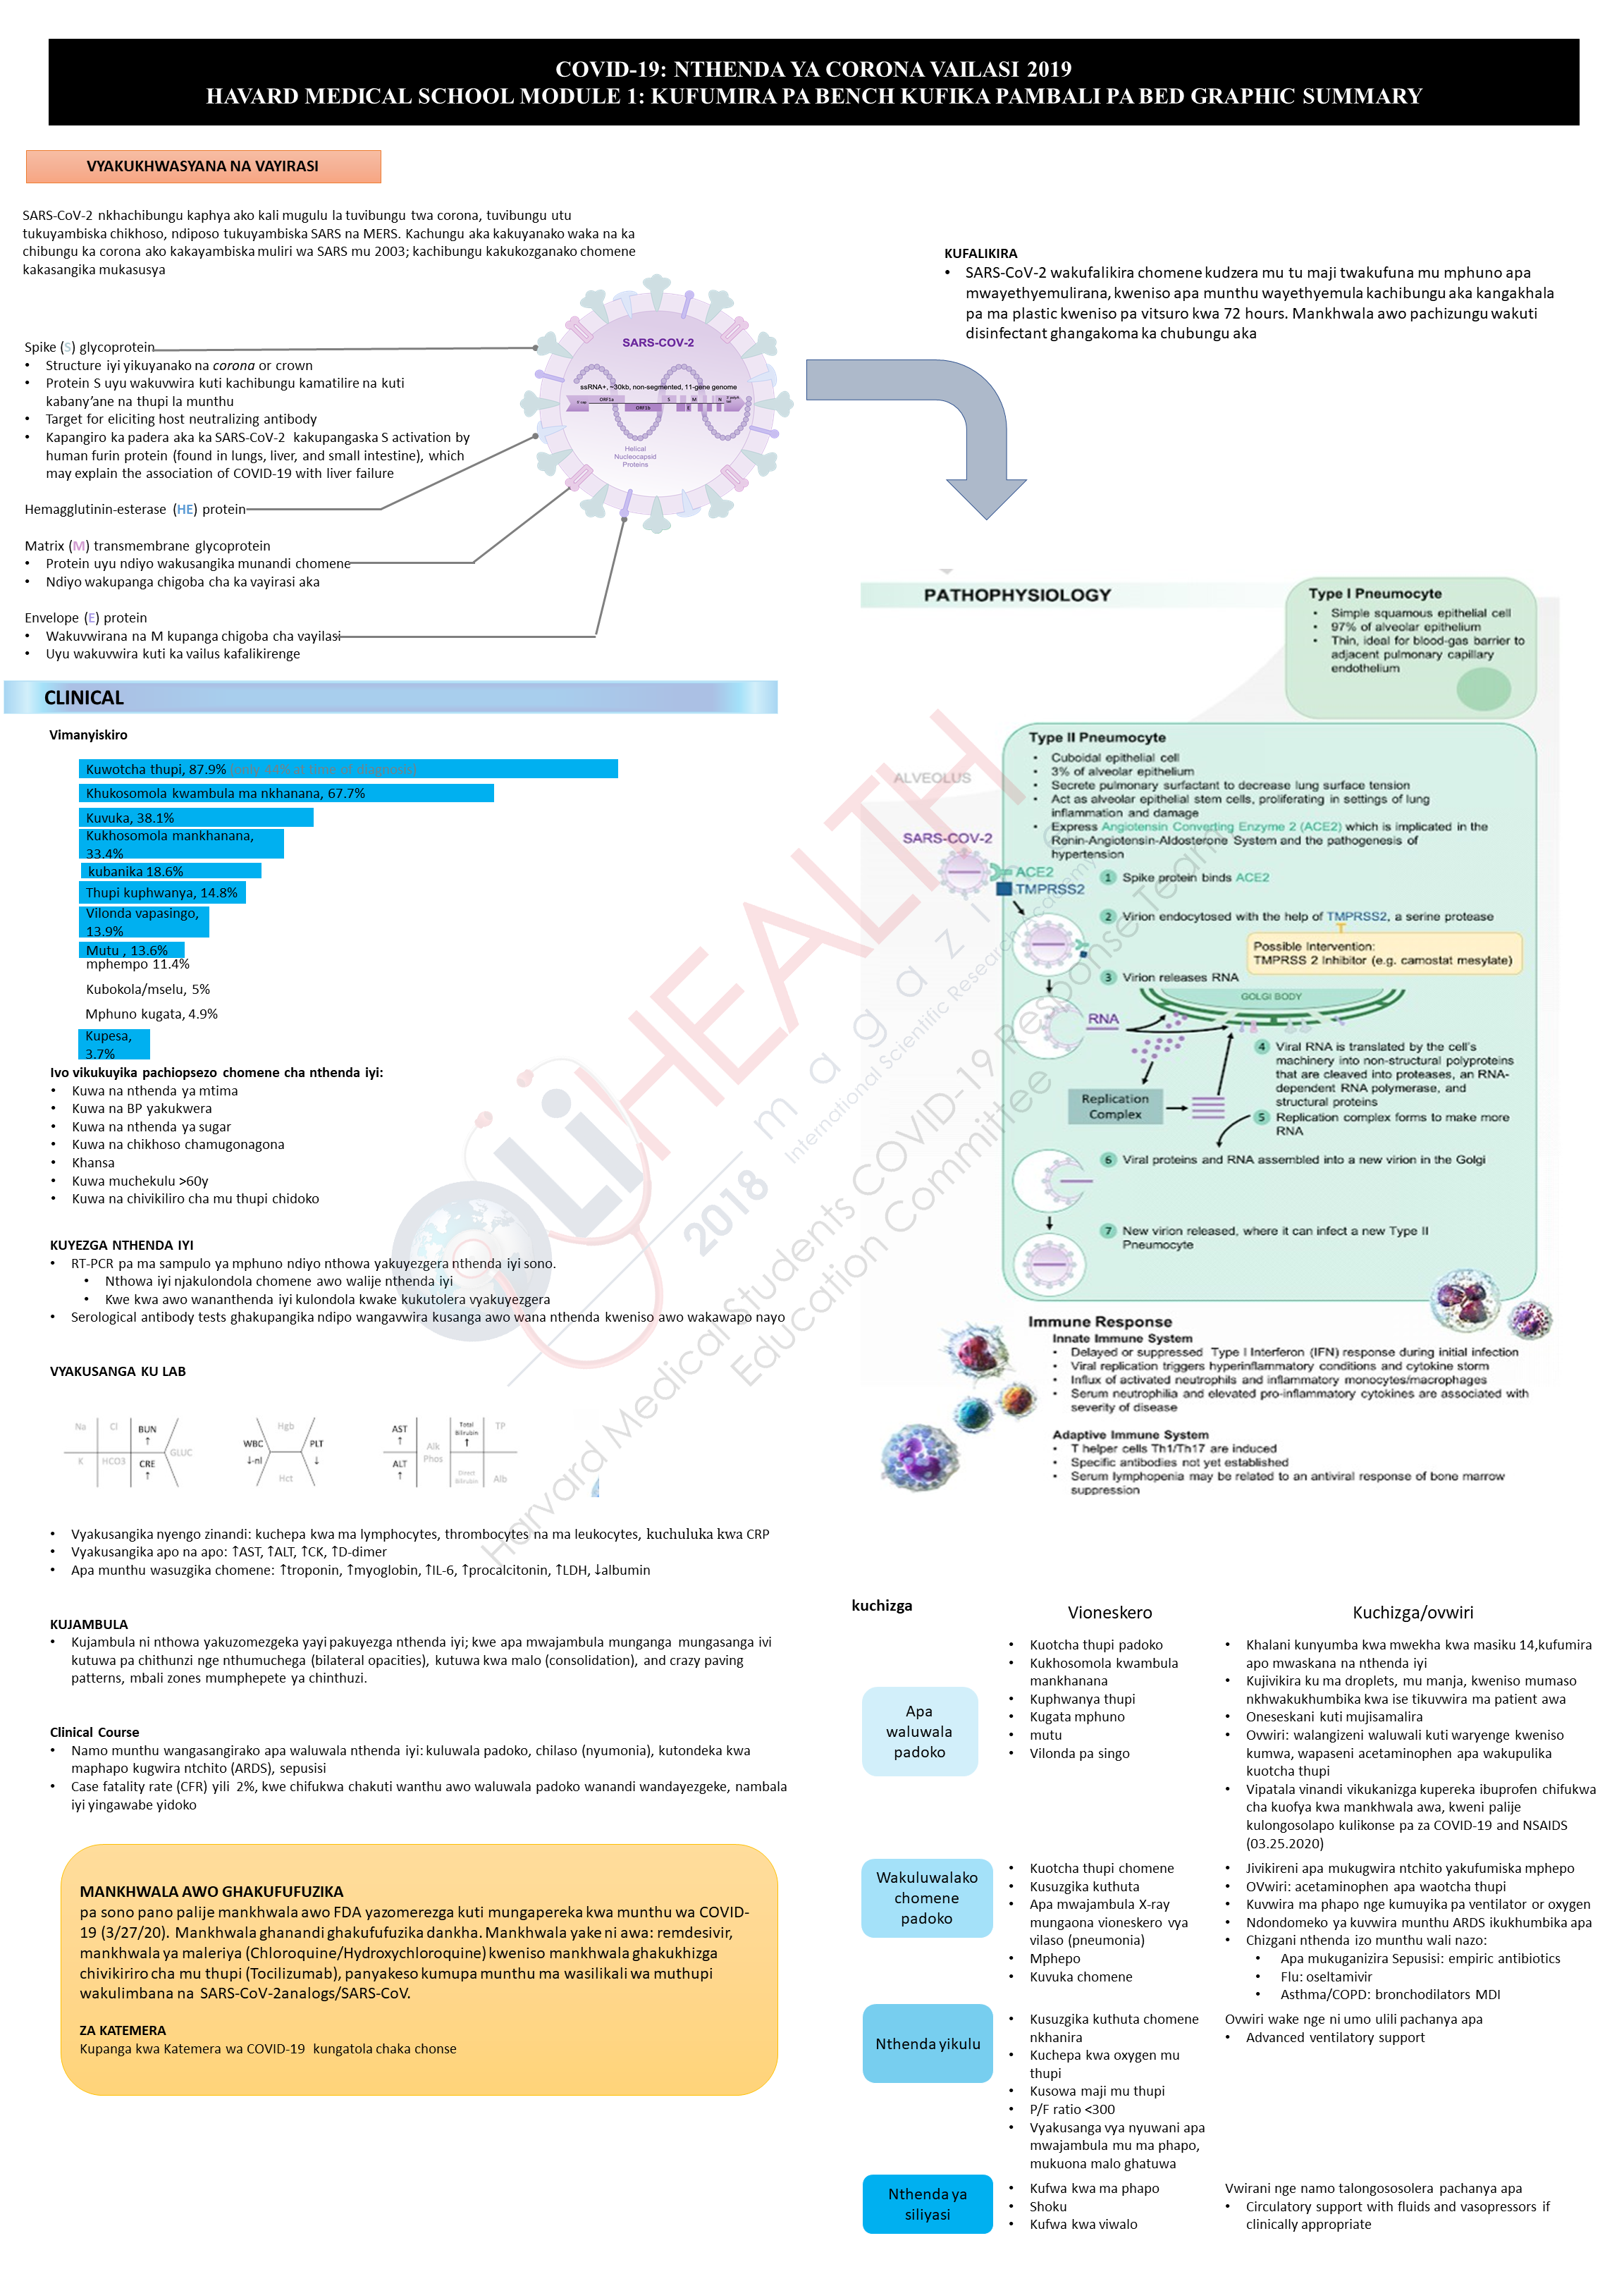 COVID-19: NTHENDA YA CORONA VAILASI 2019
HAVARD MEDICAL SCHOOL MODULE 1: KUFUMIRA PA BENCH KUFIKA PAMBALI PA BED GRAPHIC SUMMARY
VYAKUKHWASYANA NA VAYIRASI
SARS-CoV-2 nkhachibungu kaphya ako kali mugulu la tuvibungu twa corona, tuvibungu utu
tukuyambiska chikhoso, ndiposo tukuyambiska SARS na MERS. Kachungu aka kakuyanako waka na ka
chibungu ka corona ako kakayambiska muliri wa SARS mu 2003; kachibungu kakukozganako chomene
kakasangika mukasusya
Spike (S) glycoprotein
• Structure iyi yikuyanako na corona or crown
• Protein S uyu wakuvwira kuti kachibungu kamatilire na kuti
kabany'ane na thupi la munthu
• Target for eliciting host neutralizing antibody
• Kapangiro ka padera aka ka SARS-CoV-2 kakupangaska S activation by
human furin protein (found in lungs, liver, and small intestine), which
may explain the association of COVID-19 with liver failure
Hemagglutinin-esterase (HE) protein
Matrix (M) transmembrane glycoprotein
• Protein uyu ndiyo wakusangika munandi chomene
• Ndiyo wakupanga chigoba cha ka vayirasi aka
Envelope (E) protein
• Wakuvwirana na M kupanga chigoba cha vayilasi
• Uyu wakuvwira kuti ka vailus kafalikirenge
SARS-COV-2
ssRNA+, ~30kb, non-segmented, 11-gene genome
5' cap
ORF1a
ORF1b
S
E
M
N
Helical
Nucleocapsid
Proteins
KUFALIKIRA
• SARS-CoV-2 wakufalikira chomene kudzera mu tu maji twakufuna mu mphuno apa
mwayethyemulirana, kweniso apa munthu wayethyemula kachibungu aka kangakhala
pa ma plastic kweniso pa vitsuro kwa 72 hours. Mankhwala awo pachizungu wakuti
disinfectant ghangakoma ka chubungu aka
CLINICAL
Vimanyiskiro
Kuwotcha thupi, 87.9%
Khukosomola kwambula ma nkhanana, 67.7%
Kuvuka, 38.1%
Kukhosomola mankhanana,
33.4%
kubanika 18.6%
Thupi kuphwanya, 14.8%
Vilonda vapasingo,
13.9%
Mutu , 13.6%
mphempo 11.4%
Kubokola/mselu, 5%
Mphuno kugata, 4.9%
Kupesa,
3.7%
Ivo vikukuyika pachiopsezo chomene cha nthenda iyi:
• Kuwa na nthenda ya mtima
• Kuwa na BP yakukwera
• Kuwa na nthenda ya sugar
• Kuwa na chikhoso chamugonagona
• Khansa
• Kuwa muchekulu >60y
• Kuwa na chivikiliro cha mu thupi chidoko
KUYEZGA NTHENDA IYI
• RT-PCR pa ma sampulo ya mphuno ndiyo nthowa yakuyezgera nthenda iyi sono.
• Nthowa iyi njakulondola chomene awo walije nthenda iyi
• Kwe kwa awo wananthenda iyi kulondola kwake kukutolera vyakuyezgera
• Serological antibody tests ghakupangika ndipo wangavwira kusanga awo wana nthenda kweniso awo wakawapo nayo
VYAKUSANGA KU LAB
Na Cl BUN ↑ GLUC
K HCO3 CRE ↑
WBC ↓-nl Hgb PLT ↓
Hct
AST ↑ Alk Phos Total Bilirubin ↑ TP
ALT ↑ Direct Bilirubin Alb
• Vyakusangika nyengo zinandi: kuchepa kwa ma lymphocytes, thrombocytes na ma leukocytes, kuchuluka kwa CRP
• Vyakusangika apo na apo: ↑AST, ↑ALT, ↑CK, ↑D-dimer
• Apa munthu wasuzgika chomene: ↑troponin, ↑myoglobin, ↑IL-6, ↑procalcitonin, ↑LDH, ↓albumin
KUJAMBULA
• Kujambula ni nthowa yakuzomezgeka yayi pakuyezga nthenda iyi; kwe apa mwajambula munganga mungasanga ivi
kutuwa pa chithunzi nge nthumuchega (bilateral opacities), kutuwa kwa malo (consolidation), and crazy paving
patterns, mbali zones mumphepete ya chinthuzi.
Clinical Course
• Namo munthu wangasangirako apa waluwala nthenda iyi: kuluwala padoko, chilaso (nyumonia), kutondeka kwa
maphapo kugwira ntchito (ARDS), sepusisi
• Case fatality rate (CFR) yili 2%, kwe chifukwa chakuti wanthu awo waluwala padoko wanandi wandayezgeke, nambala
iyi yingawabe yidoko
MANKHWALA AWO GHAKUFUFUZIKA
pa sono pano palije mankhwala awo FDA yazomerezga kuti mungapereka kwa munthu wa COVID-
19 (3/27/20). Mankhwala ghanandi ghakufufuzika dankha. Mankhwala yake ni awa: remdesivir,
mankhwala ya maleriya (Chloroquine/Hydroxychloroquine) kweniso mankhwala ghakukhizga
chivikiriro cha mu thupi (Tocilizumab), panyakeso kumupa munthu ma wasilikali wa muthupi
wakulimbana na SARS-CoV-2analogs/SARS-CoV.
ZA KATEMERA
Kupanga kwa Katemera wa COVID-19 kungatola chaka chonse
PATHOPHYSIOLOGY
Type I Pneumocyte
• Simple squamous epithelial cell
• 97% of alveolar epithelium
• Thin, ideal for blood-gas barrier to
adjacent pulmonary capillary
endothelium
Type II Pneumocyte
• Cuboidal epithelial cell
• 3% of alveolar epithelium
• Secrete pulmonary surfactant to decrease lung surface tension
• Act as alveolar epithelial stem cells, proliferating in settings of lung
inflammation and damage
• Express Angiotensin Converting Enzyme 2 (ACE2) which is implicated in the
Renin-Angiotensin-Aldosterone System and the pathogenesis of
hypertension
ALVEOLUS
SARS-COV-2
ACE2
TMPRSS2
1 Spike protein binds ACE2
2 Virion endocytosed with the help of TMPRSS2, a serine protease
Possible Intervention:
TMPRSS 2 Inhibitor (e.g. camostat mesylate)
3 Virion releases RNA
GOLGI BODY
RNA
4 Viral RNA is translated by the cell's
machinery into non-structural polyproteins
that are cleaved into proteases, an RNA-
dependent RNA polymerase, and
structural proteins
Replication
Complex
5 Replication complex forms to make more
RNA
6 Viral proteins and RNA assembled into a new virion in the Golgi
7 New virion released, where it can infect a new Type II
Pneumocyte
Immune Response
Innate Immune System
• Delayed or suppressed Type I Interferon (IFN) response during initial infection
• Viral replication triggers hyperinflammatory conditions and cytokine storm
• Influx of activated neutrophils and inflammatory monocytes/macrophages
• Serum neutrophilia and elevated pro-inflammatory cytokines are associated with
severity of disease
Adaptive Immune System
• T helper cells Th1/Th17 are induced
• Specific antibodies not yet established
• Serum lymphopenia may be related to an antiviral response of bone marrow
suppression
kuchizga
Vioneskero
Kuchizga/ovwiri
Apa
waluwala
padoko
• Kuotcha thupi padoko
• Kukhosomola kwambula
mankhanana
• Kuphwanya thupi
• Kugata mphuno
• mutu
• Vilonda pa singo
• Khalani kunyumba kwa mwekha kwa masiku 14,kufumira
apo mwaskana na nthenda iyi
• Kujivikira ku ma droplets, mu manja, kweniso mumaso
nkhwakukhumbika kwa ise tikuvwira ma patient awa
• Oneseskani kuti mujisamalira
• Ovwiri: walangizeni waluwali kuti waryenge kweniso
kumwa, wapaseni acetaminophen apa wakupulika
kuotcha thupi
• Vipatala vinandi vikukanizga kupereka ibuprofen chifukwa
cha kuofya kwa mankhwala awa, kweni palije
kulongosolapo kulikonse pa za COVID-19 and NSAIDS
(03.25.2020)
Wakuluwalako
chomene
padoko
• Kuotcha thupi chomene
• Kusuzgika kuthuta
• Apa mwajambula X-ray
mungaona vioneskero vya
vilaso (pneumonia)
• Mphepo
• Kuvuka chomene
• Jivikireni apa mukugwira ntchito yakufumiska mphepo
• OVwiri: acetaminophen apa waotcha thupi
• Kuvwira ma phapo nge kumuyika pa ventilator or oxygen
• Ndondomeko ya kuvwira munthu ARDS ikukhumbika apa
• Chizgani nthenda izo munthu wali nazo:
• Apa mukuganizira Sepusisi: empiric antibiotics
• Flu: oseltamivir
• Asthma/COPD: bronchodilators MDI
Nthenda yikulu
• Kusuzgika kuthuta chomene
nkhanira
• Kuchepa kwa oxygen mu
thupi
• Kusowa maji mu thupi
• P/F ratio <300
• Vyakusanga vya nyuwani apa
mwajambula mu ma phapo,
mukuona malo ghatuwa
Ovwiri wake nge ni umo ulili pachanya apa
• Advanced ventilatory support
Nthenda ya
siliyasi
• Kufwa kwa ma phapo
• Shoku
• Kufwa kwa viwalo
Vwirani nge namo talongososolera pachanya apa
• Circulatory support with fluids and vasopressors if
clinically appropriate
OLiHEALTH
magazine
2018
International Scientific Research Academy
Harvard Medical Students COVID-19 Response Team
Education Committee